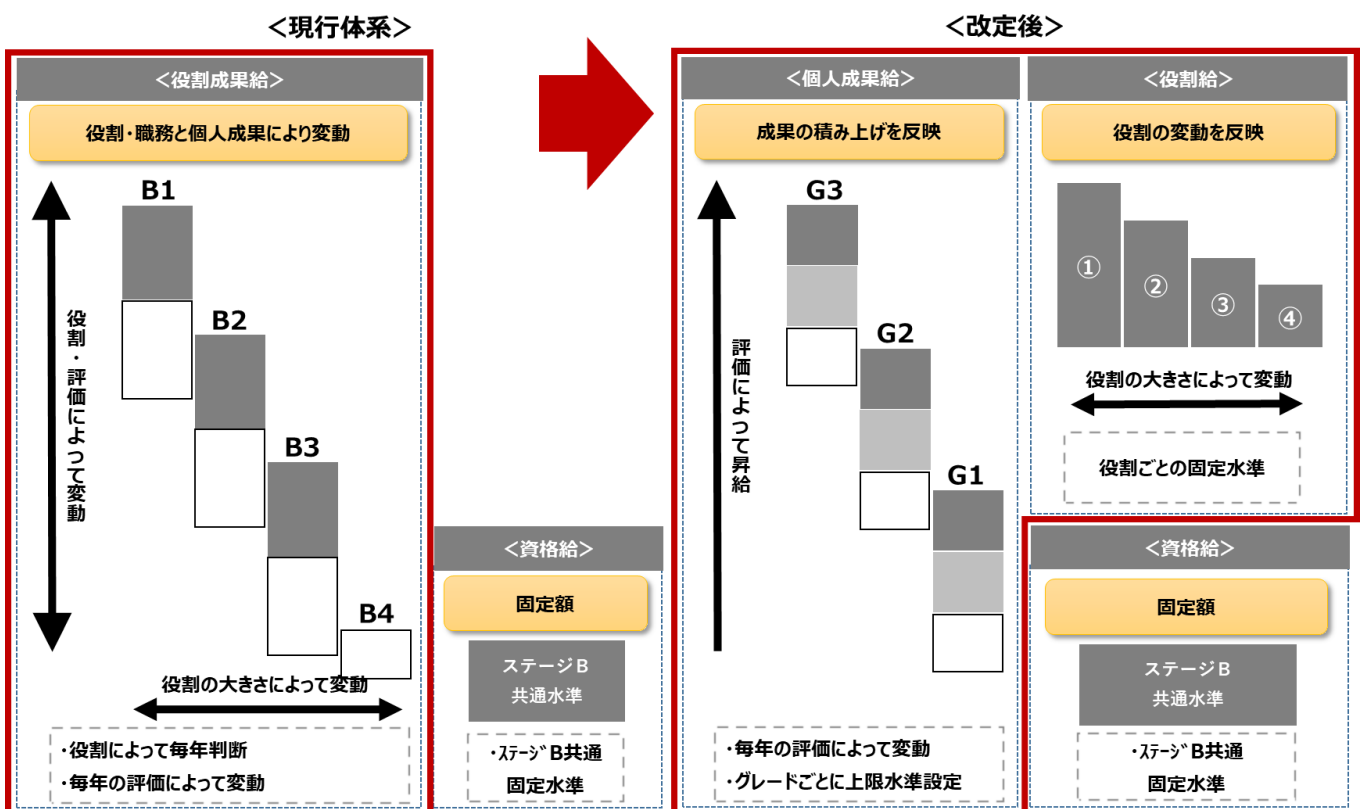 ＜現行体系＞
＜役割成果給＞
役割・職務と個人成果により変動
役割・評価によって変動
B1
B2
B3
B4
役割の大きさによって変動
・役割によって毎年判断
・毎年の評価によって変動
＜資格給＞
固定額
ステージＢ
共通水準
・ｽﾃｰｼﾞB共通
固定水準
＜改定後＞
＜個人成果給＞
成果の積み上げを反映
評価によって昇給
G3
G2
G1
・毎年の評価によって変動
・グレードごとに上限水準設定
＜役割給＞
役割の変動を反映
①
②
③
④
役割の大きさによって変動
役割ごとの固定水準
＜資格給＞
固定額
ステージＢ
共通水準
・ｽﾃｰｼﾞB共通
固定水準